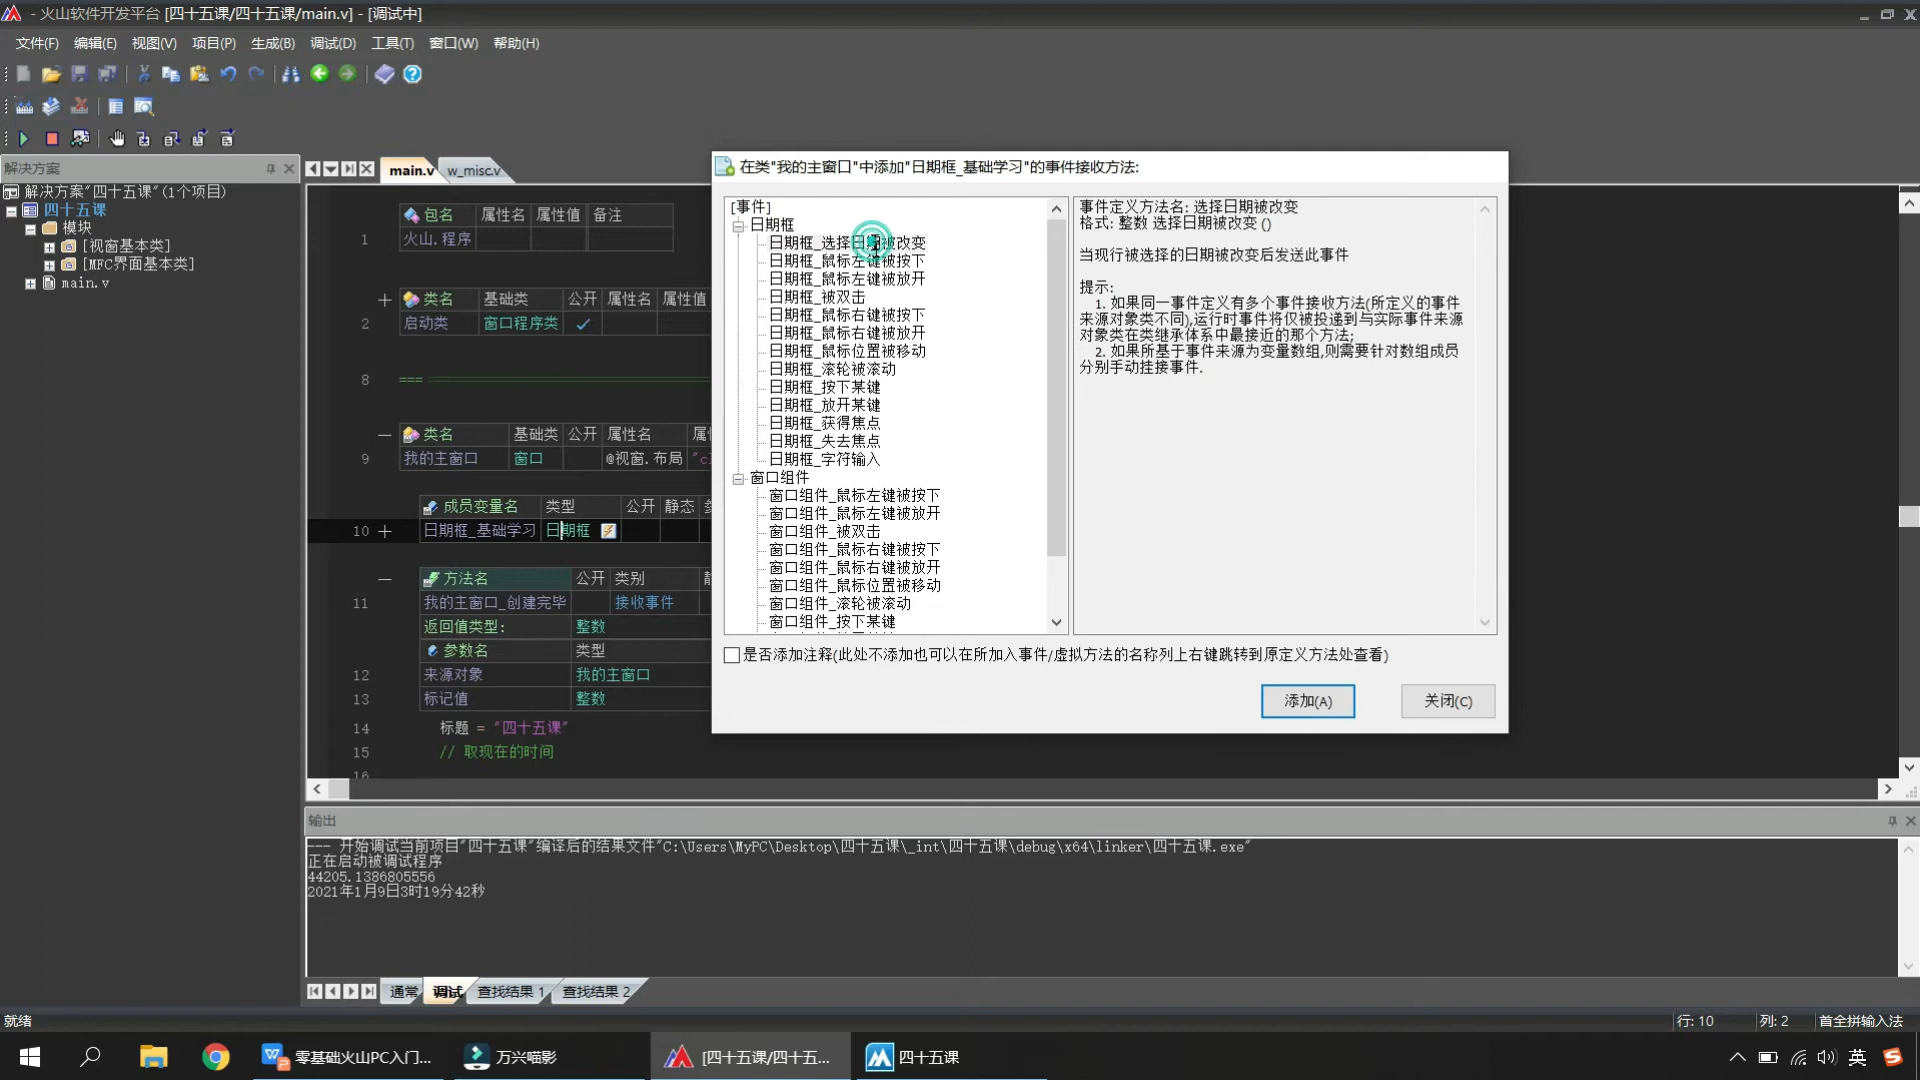 - 火山软件开发平台 [四十五课/四十五课/main.v] - [调试中]
文件(F) 编辑(E) 视图(V) 项目(P) 生成(B) 调试(D) 工具(T) 窗口(W) 帮助(H)
解决方案
解决方案"四十五课"(1个项目)
四十五课
模块
[视窗基本类]
[MFC界面基本类]
main.v
main.v w_misc.v
包名 属性名 属性值 备注
1 火山.程序
类名 基础类 公开 属性名 属性值
2 启动类 窗口程序类
8 ===
类名 基础类 公开 属性名
9 我的主窗口 窗口 @视窗.布局
成员变量名 类型 公开 静态
10 日期框_基础学习 日期框
方法名 公开 类别
11 我的主窗口_创建完毕 接收事件
返回值类型: 整数
参数名 类型
12 来源对象 我的主窗口
13 标记值 整数
14 标题 = "四十五课"
15 // 取现在的时间
16
在类"我的主窗口"中添加"日期框_基础学习"的事件接收方法:
[事件]
日期框
日期框_选择日期被改变
日期框_鼠标左键被按下
日期框_鼠标左键被放开
日期框_被双击
日期框_鼠标右键被按下
日期框_鼠标右键被放开
日期框_鼠标位置被移动
日期框_滚轮被滚动
日期框_按下某键
日期框_放开某键
日期框_获得焦点
日期框_失去焦点
日期框_字符输入
窗口组件
窗口组件_鼠标左键被按下
窗口组件_鼠标左键被放开
窗口组件_被双击
窗口组件_鼠标右键被按下
窗口组件_鼠标右键被放开
窗口组件_鼠标位置被移动
窗口组件_滚轮被滚动
窗口组件_按下某键
事件定义方法名: 选择日期被改变
格式: 整数 选择日期被改变 ()
当现行被选择的日期被改变后发送此事件
提示:
1. 如果同一事件定义有多个事件接收方法(所定义的事件
来源对象类不同),运行时事件将仅被投递到与实际事件来源
对象类在类继承体系中最接近的那个方法;
2. 如果所基于事件来源为变量数组,则需要针对数组成员
分别手动挂接事件.
是否添加注释(此处不添加也可以在所加入事件/虚拟方法的名称列上右键跳转到原定义方法处查看)
添加(A) 关闭(C)
输出
--- 开始调试当前项目"四十五课"编译后的结果文件"C:\Users\MyPC\Desktop\四十五课\_int\四十五课\debug\x64\linker\四十五课.exe"
正在启动被调试程序
44205.1386805556
2021年1月9日3时19分42秒
通常 调试 查找结果 1 查找结果 2
就绪 行: 10 列: 2 首全拼输入法
零基础火山PC入门... 万兴喵影 [四十五课/四十五... 四十五课 英